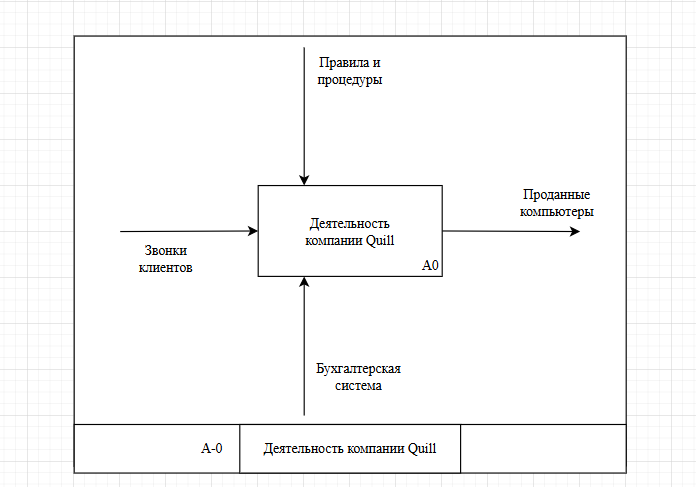 Правила и
процедуры
Проданные
компьютеры
Деятельность
компании Quill
Звонки
клиентов
A0
Бухгалтерская
система
A-0
Деятельность компании Quill